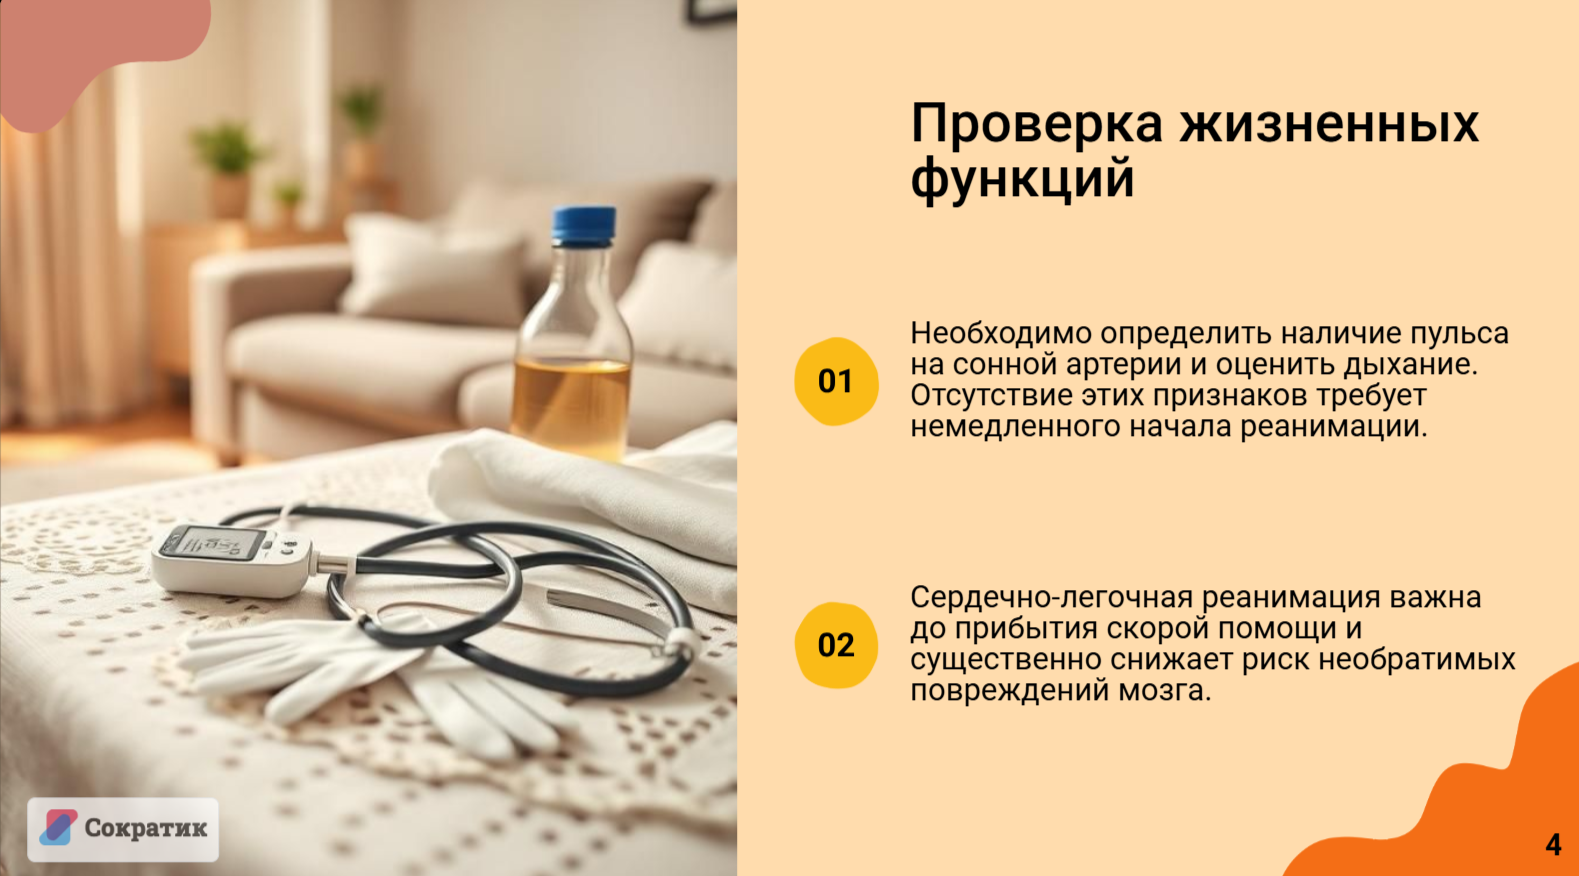 Проверка жизненных
функций
01
Необходимо определить наличие пульса
на сонной артерии и оценить дыхание.
Отсутствие этих признаков требует
немедленного начала реанимации.
02
Сердечно-легочная реанимация важна
до прибытия скорой помощи и
существенно снижает риск необратимых
повреждений мозга.
Сократик
4